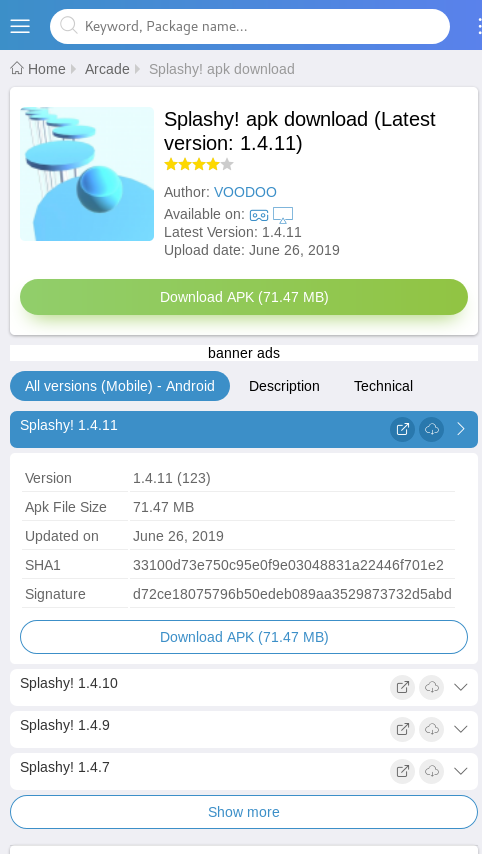 Keyword, Package name...
Home Arcade Splashy! apk download
Splashy! apk download (Latest
version: 1.4.11)
Author: VOODOO
Available on:
Latest Version: 1.4.11
Upload date: June 26, 2019
Download APK (71.47 MB)
banner ads
All versions (Mobile) - Android Description Technical
Splashy! 1.4.11
Version 1.4.11 (123)
Apk File Size 71.47 MB
Updated on June 26, 2019
SHA1 33100d73e750c95e0f9e03048831a22446f701e2
Signature d72ce18075796b50edeb089aa3529873732d5abd
Download APK (71.47 MB)
Splashy! 1.4.10
Splashy! 1.4.9
Splashy! 1.4.7
Show more